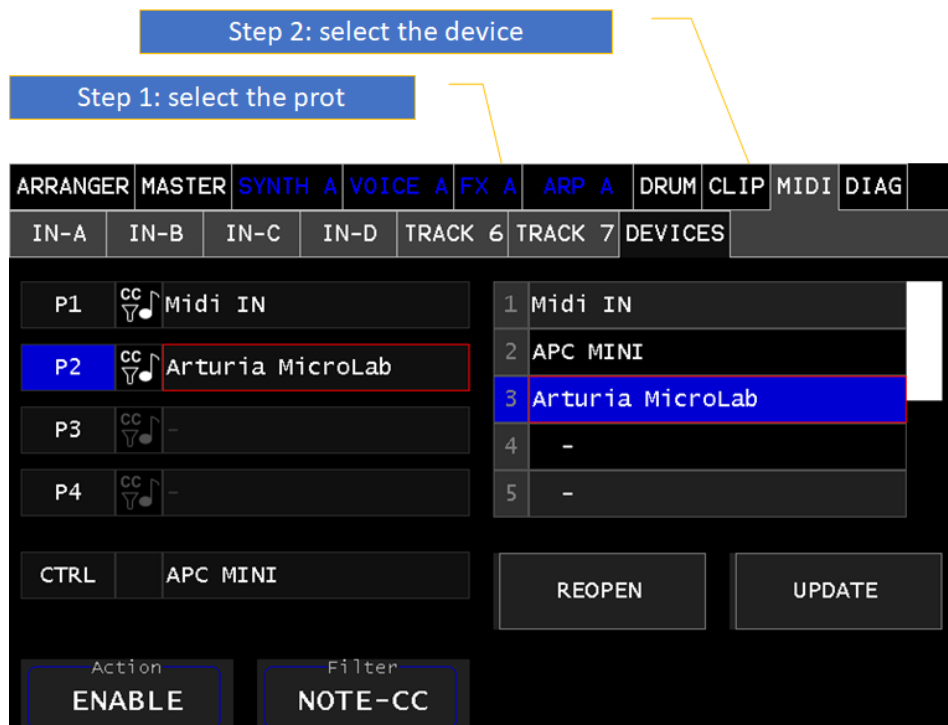 Step 2: select the device
Step 1: select the prot
ARRANGER MASTER SYNTH A VOICE A FX A ARP A DRUM CLIP MIDI DIAG
IN-A IN-B IN-C IN-D TRACK 6 TRACK 7 DEVICES
P1 CC Midi IN
P2 CC Arturia MicroLab
P3 CC -
P4 CC -
CTRL APC MINI
1 Midi IN
2 APC MINI
3 Arturia MicroLab
4 -
5 -
REOPEN UPDATE
Action Filter
ENABLE NOTE-CC